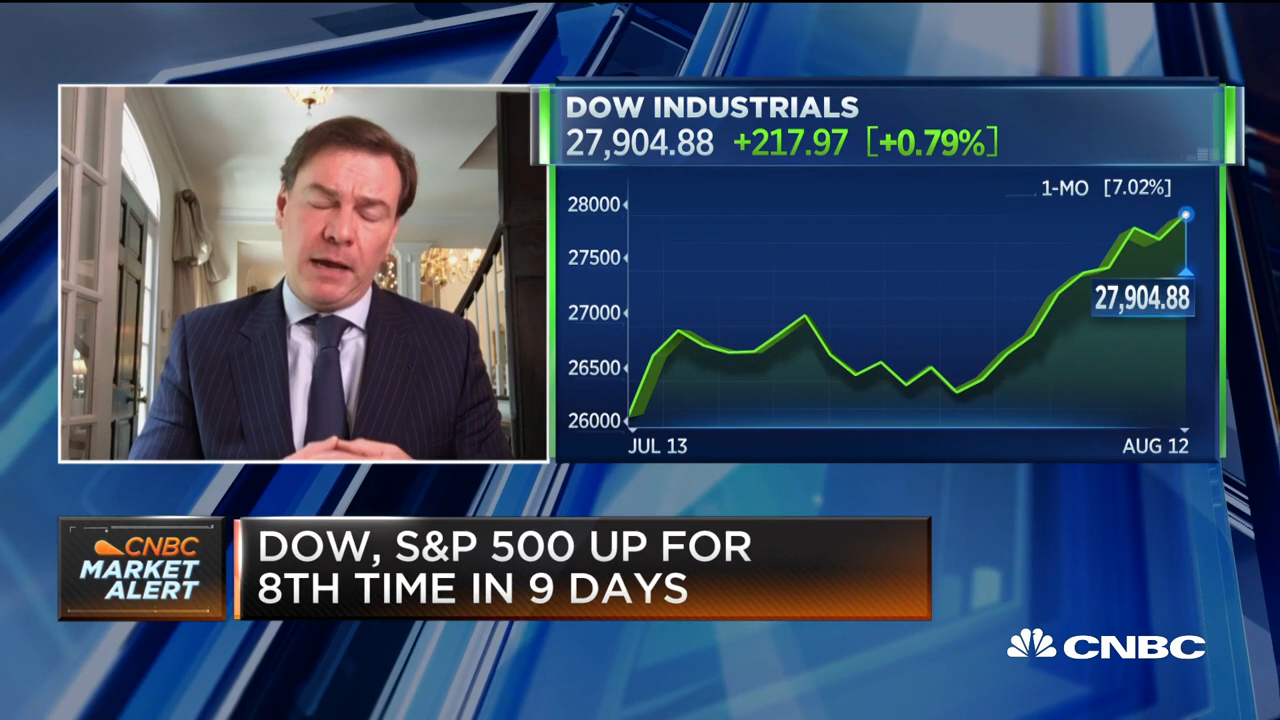 DOW INDUSTRIALS
27,904.88 +217.97 [+0.79%]
1-MO [7.02%]
28000
27500
27000
26500
26000
27,904.88
JUL 13
AUG 12
CNBC
MARKET
ALERT
DOW, S&P 500 UP FOR
8TH TIME IN 9 DAYS
CNBC